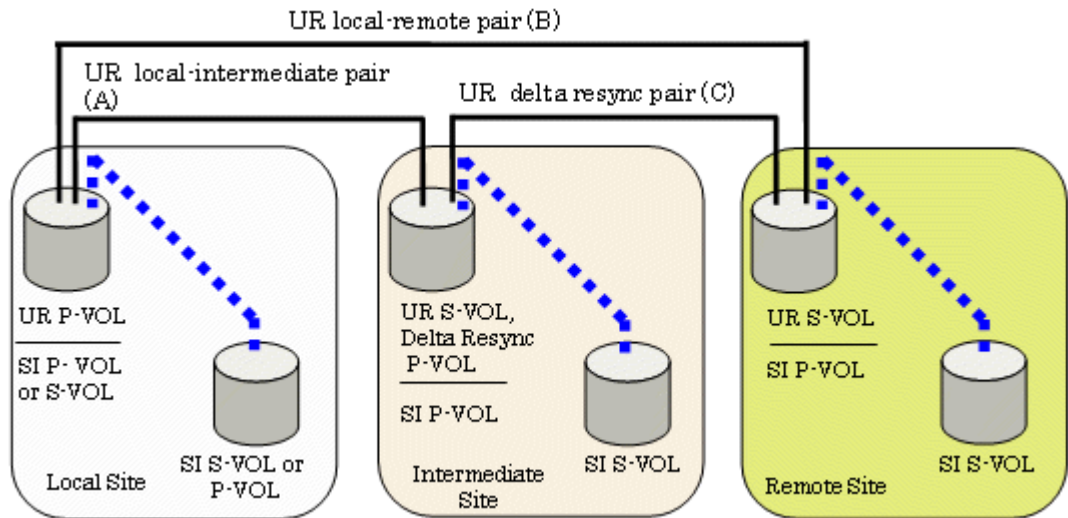 UR local-remote pair (B)
UR local-intermediate pair
(A)
UR delta resync pair (C)
UR P-VOL
SI P- VOL
or S-VOL
SI S-VOL or
P-VOL
Local Site
UR S-VOL,
Delta Resync
P-VOL
SI P-VOL
SI S-VOL
Intermediate
Site
UR S-VOL
SI P-VOL
SI S-VOL
Remote Site